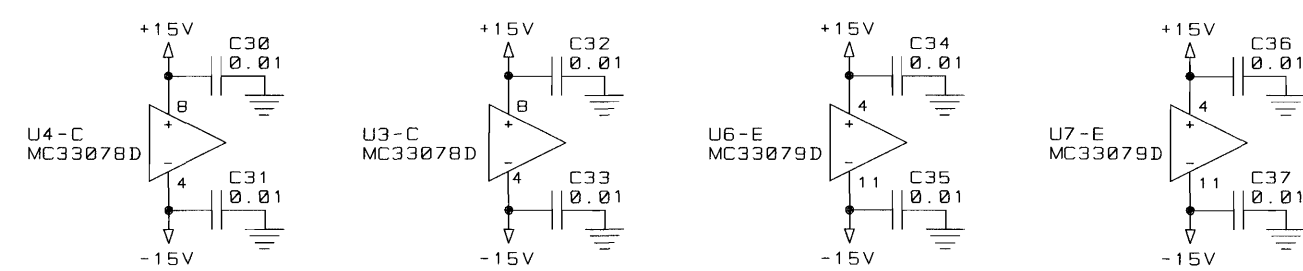 +15V
C30
0.01
8
+
U4-C
MC33078D
-
4
C31
0.01
-15V
+15V
C32
0.01
8
+
U3-C
MC33078D
-
4
C33
0.01
-15V
+15V
C34
0.01
4
+
U6-E
MC33079D
-
11
C35
0.01
-15V
+15V
C36
0.01
4
+
U7-E
MC33079D
-
11
C37
0.01
-15V